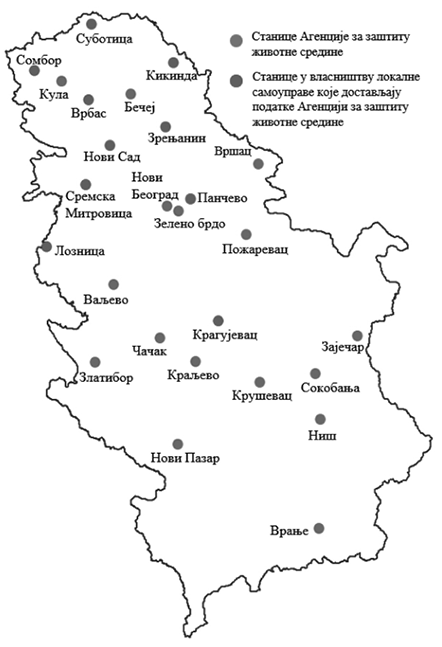 Станице Агенције за заштиту
животне средине
Станице у власништву локалне
самоуправе које достављају
податке Агенцији за заштиту
животне средине
Суботица
Сомбор
Кикинда
Кула
Врбас
Бечеј
Зрењанин
Нови Сад
Вршац
Нови
Београд
Панчево
Сремска
Митровица
Зелено брдо
Лозница
Пожаревац
Ваљево
Крагујевац
Чачак
Зајечар
Златибор
Краљево
Крушевац
Сокобања
Ниш
Нови Пазар
Врање